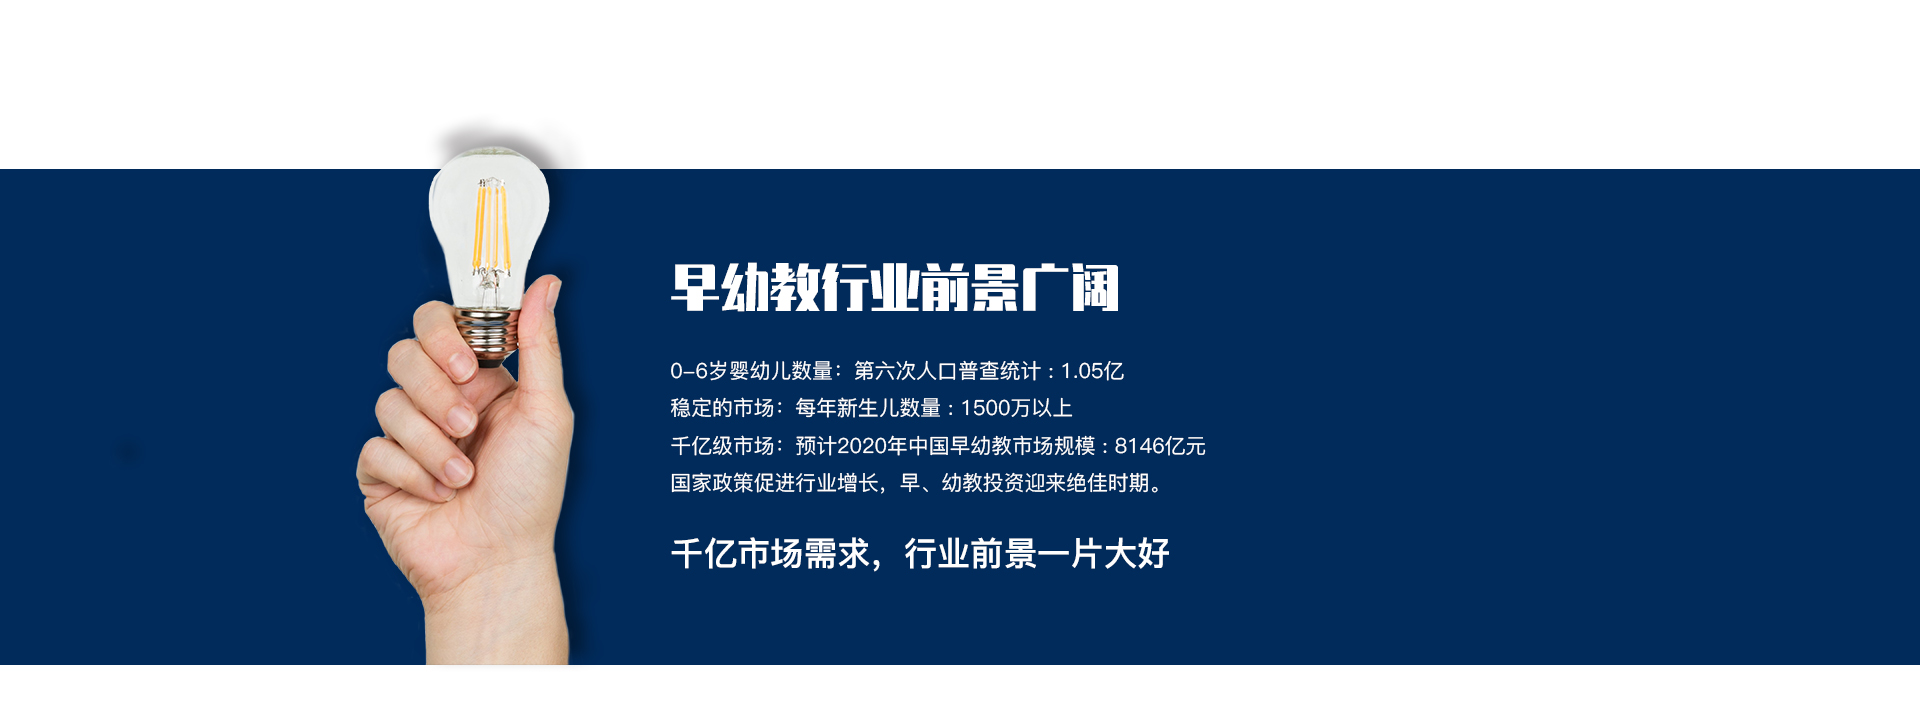 早幼教行业前景广阔
0-6岁婴幼儿数量：第六次人口普查统计：1.05亿
稳定的市场：每年新生儿数量：1500万以上
千亿级市场：预计2020年中国早幼教市场规模：8146亿元
国家政策促进行业增长，早、幼教投资迎来绝佳时期。
千亿市场需求，行业前景一片大好